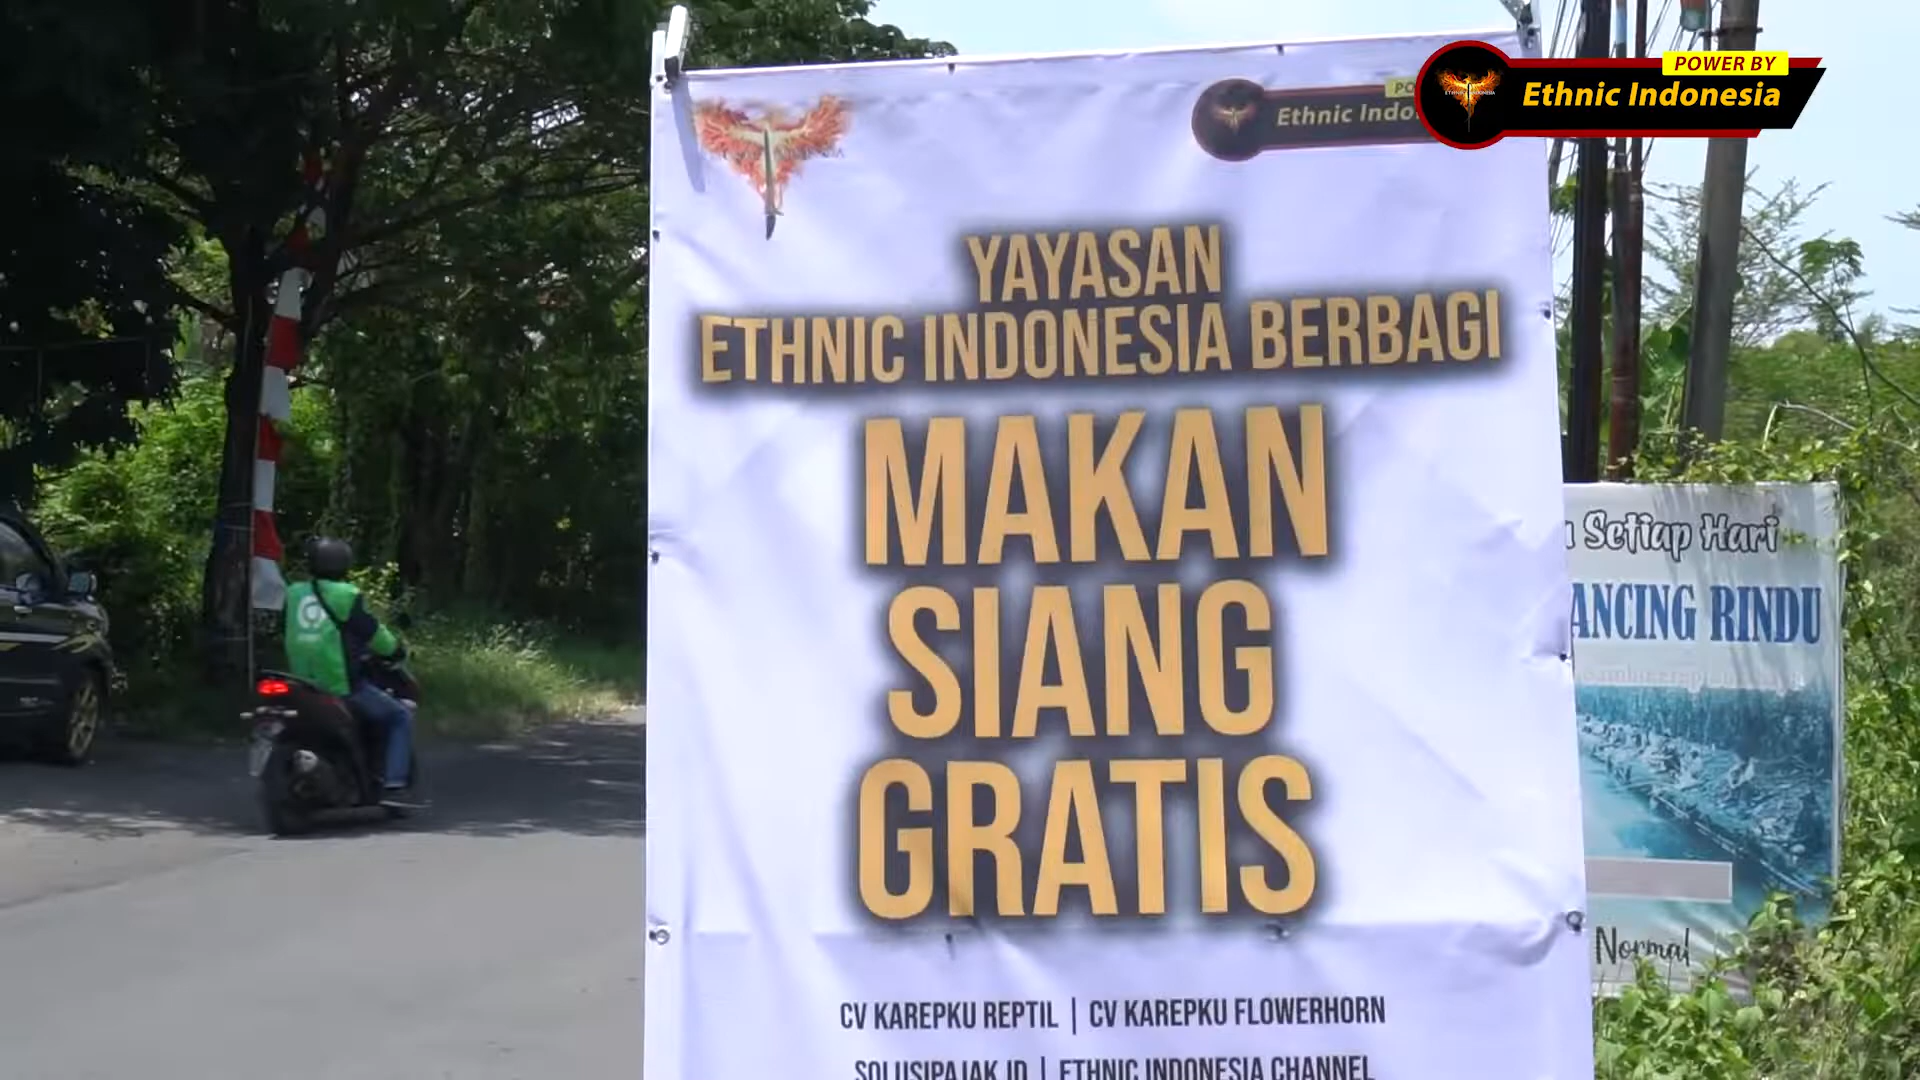 POWER BY
Ethnic Indonesia
Ethnic Indo
YAYASAN
ETHNIC INDONESIA BERBAGI
MAKAN
SIANG
GRATIS
CV KAREPKU REPTIL | CV KAREPKU FLOWERHORN
SOLUSIPAJAK.ID | ETHNIC INDONESIA CHANNEL
Setiap Hari
ANCING RINDU
Normal